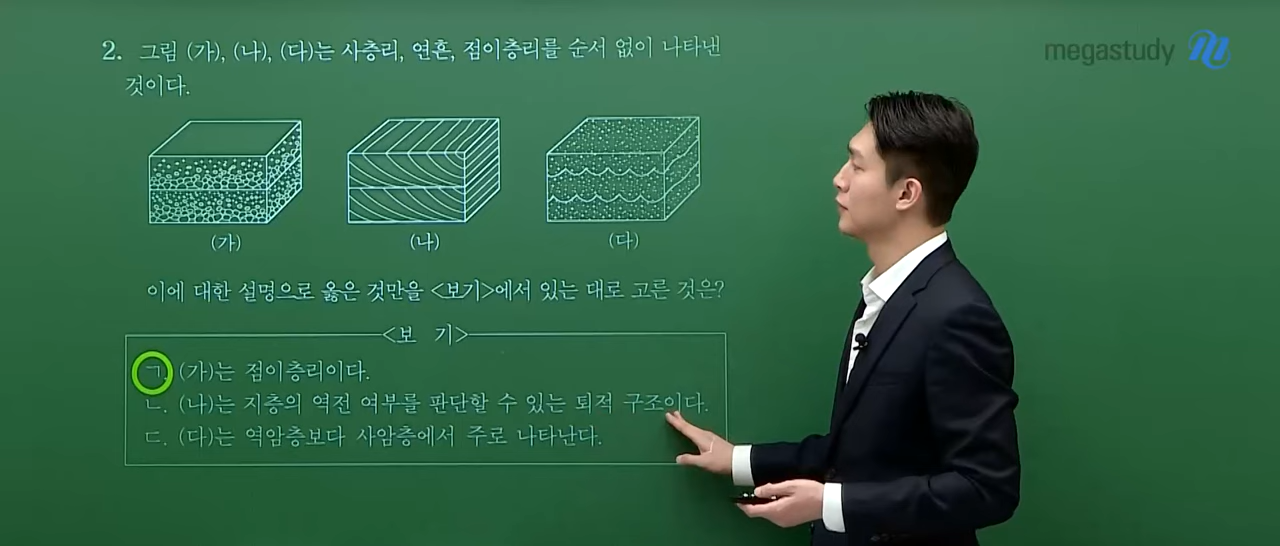 megastudy
2. 그림 (가), (나), (다)는 사층리, 연흔, 점이층리를 순서 없이 나타낸
것이다.
(가) (나) (다)
이에 대한 설명으로 옳은 것만을 <보기>에서 있는 대로 고른 것은?
<보 기>
ㄱ. (가)는 점이층리이다.
ㄴ. (나)는 지층의 역전 여부를 판단할 수 있는 퇴적 구조이다.
ㄷ. (다)는 역암층보다 사암층에서 주로 나타난다.